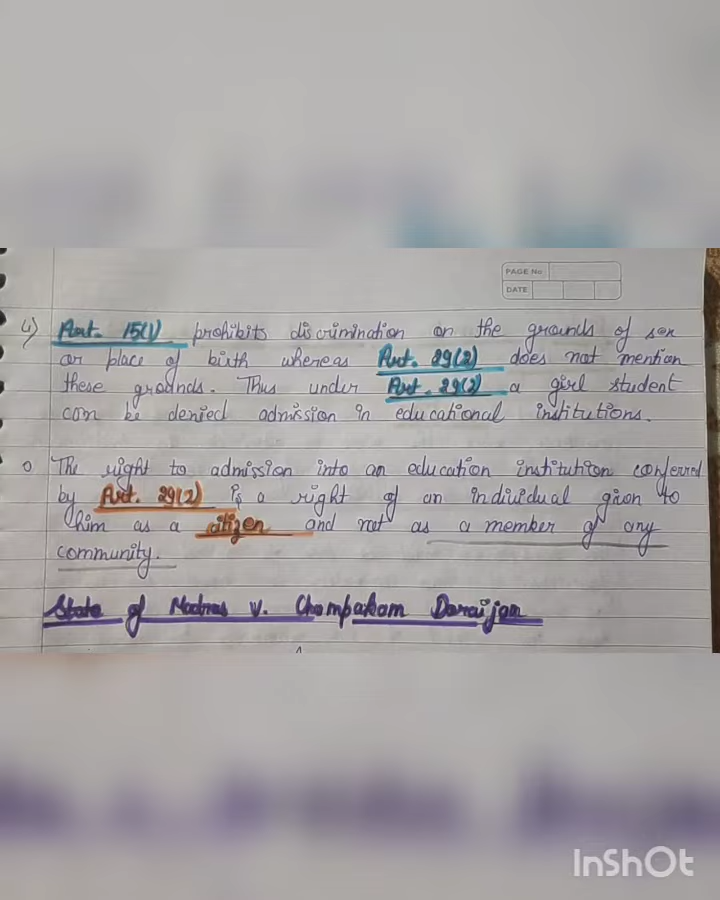 PAGE No
DATE
4) Art. 15(1) prohibits discrimination on the grounds of sex
or place of birth whereas Art. 29(2) does not mention
these grounds. Thus under Art. 29(2) a girl student
can be denied admission in educational institutions.
o The right to admission into an education institution conferred
by Art. 29(2) is a right of an individual given to
him as a citizen and not as a member of any
community.
State of Madras v. Champakam Doraijan
InShOt